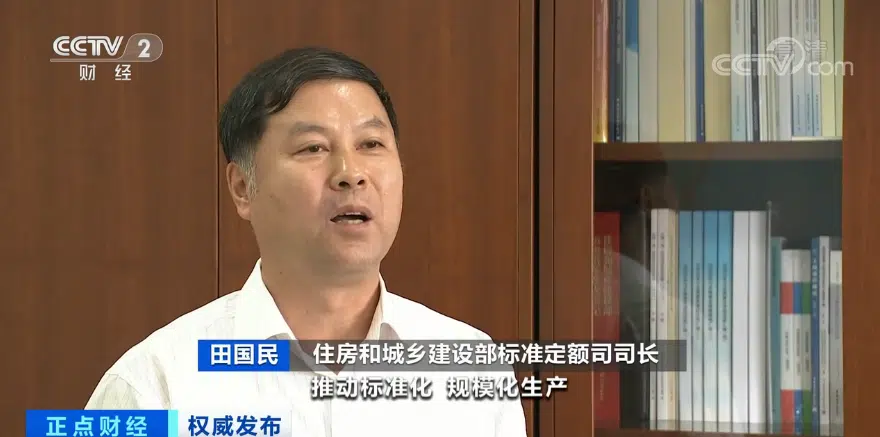 CCTV 2
财经
高清
CCTV.com
田国民 住房和城乡建设部标准定额司司长
推动标准化 规模化生产
正点财经 权威发布